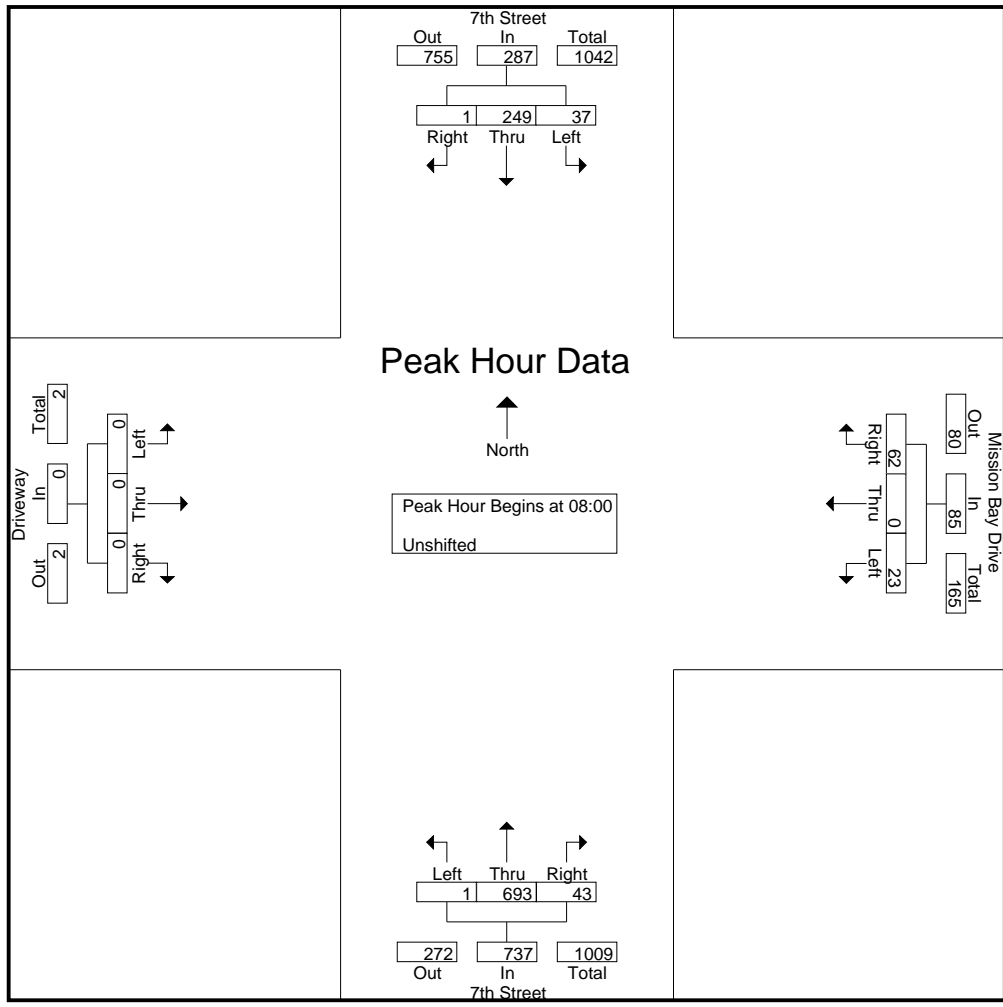 7th Street
Out In Total
755 287 1042
1 249 37
Right Thru Left
Peak Hour Data
North
Peak Hour Begins at 08:00
Unshifted
Driveway
Out In Total
2 0 2
0 0 0
Right Thru Left
Mission Bay Drive
Out In Total
80 85 165
62 0 23
Right Thru Left
Left Thru Right
1 693 43
272 737 1009
Out In Total
7th Street